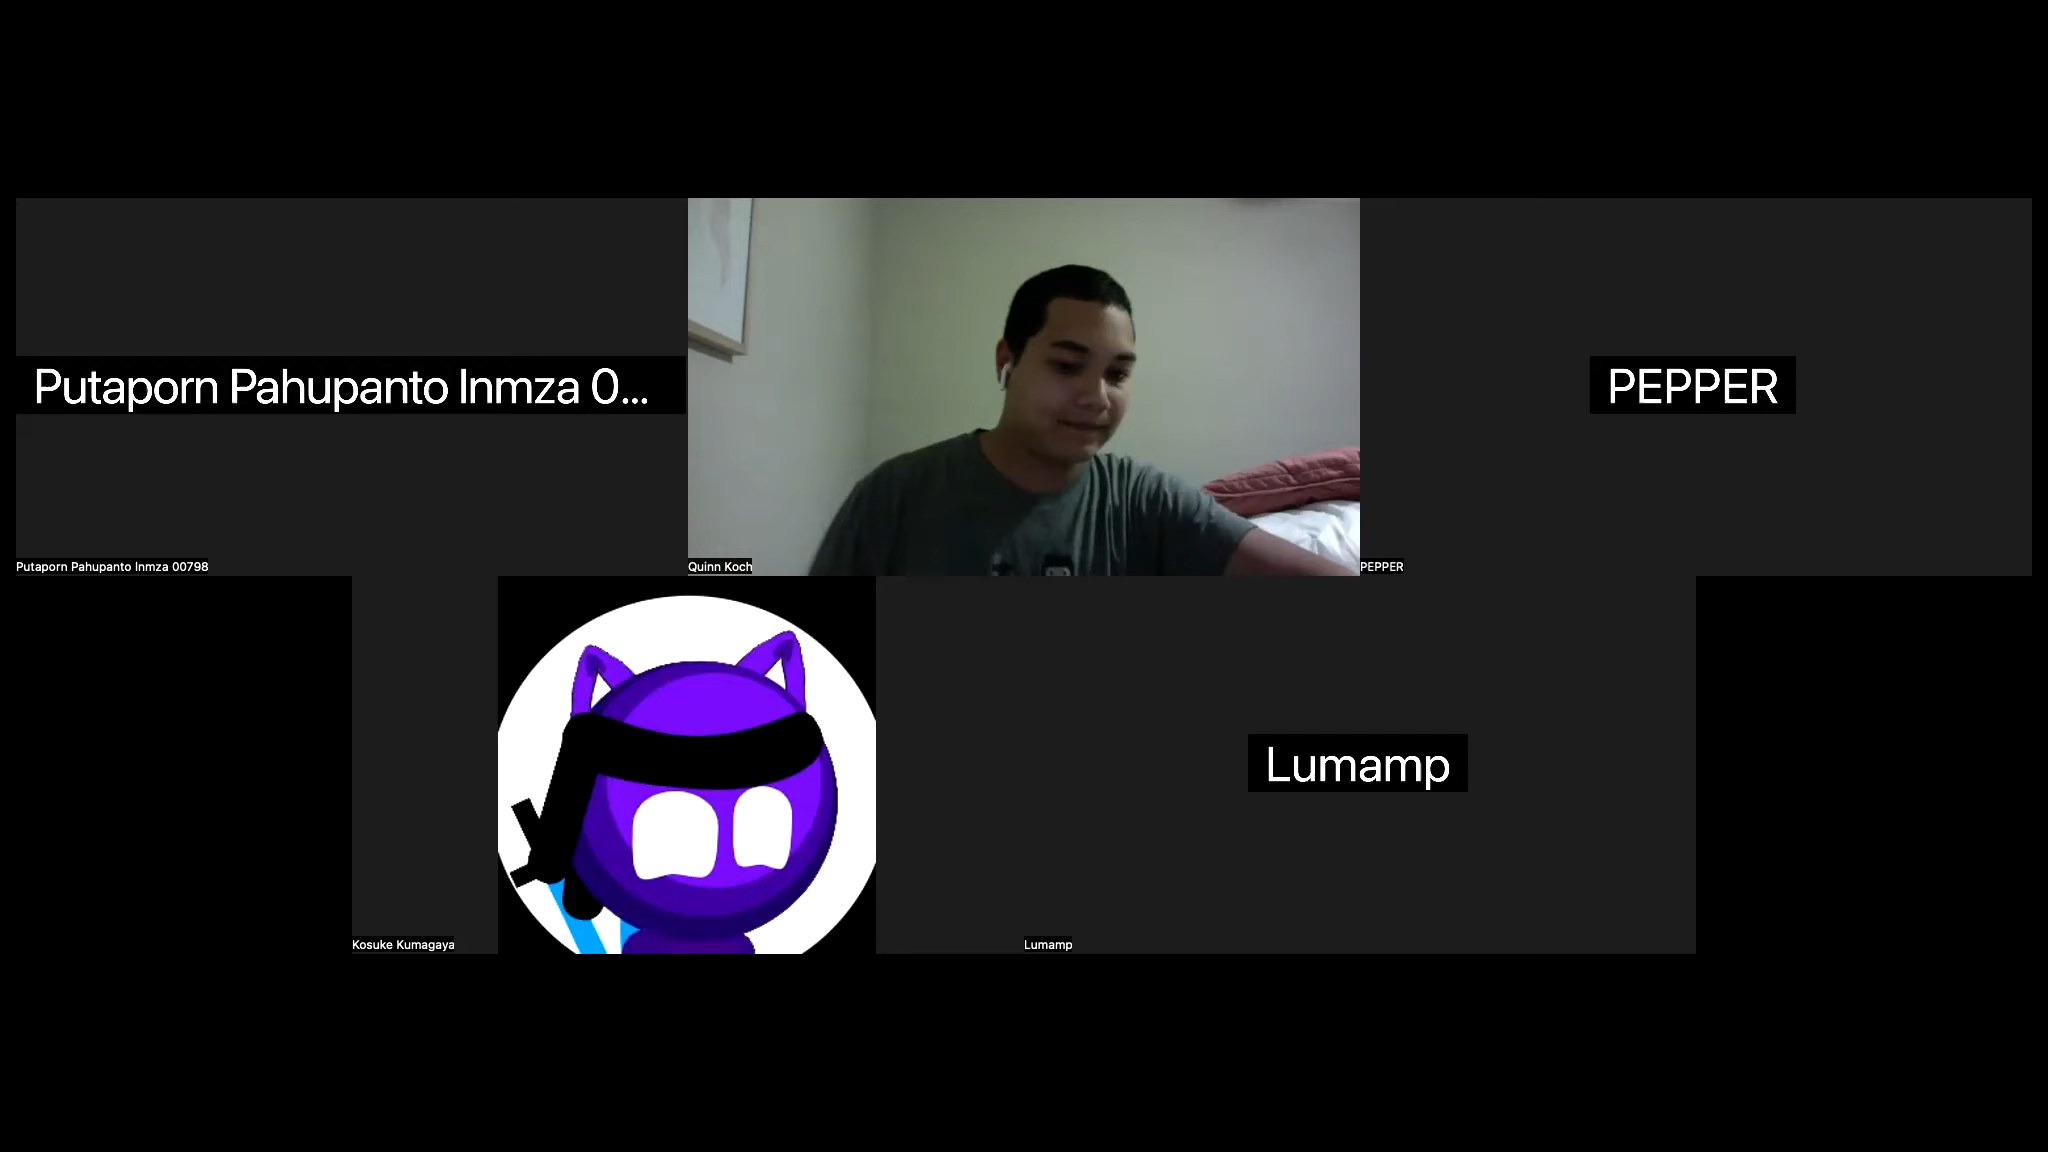 Putaporn Pahupanto Inmza 0...
PEPPER
Putaporn Pahupanto Inmza 00798
Quinn Koch
PEPPER
Lumamp
Kosuke Kumagaya
Lumamp